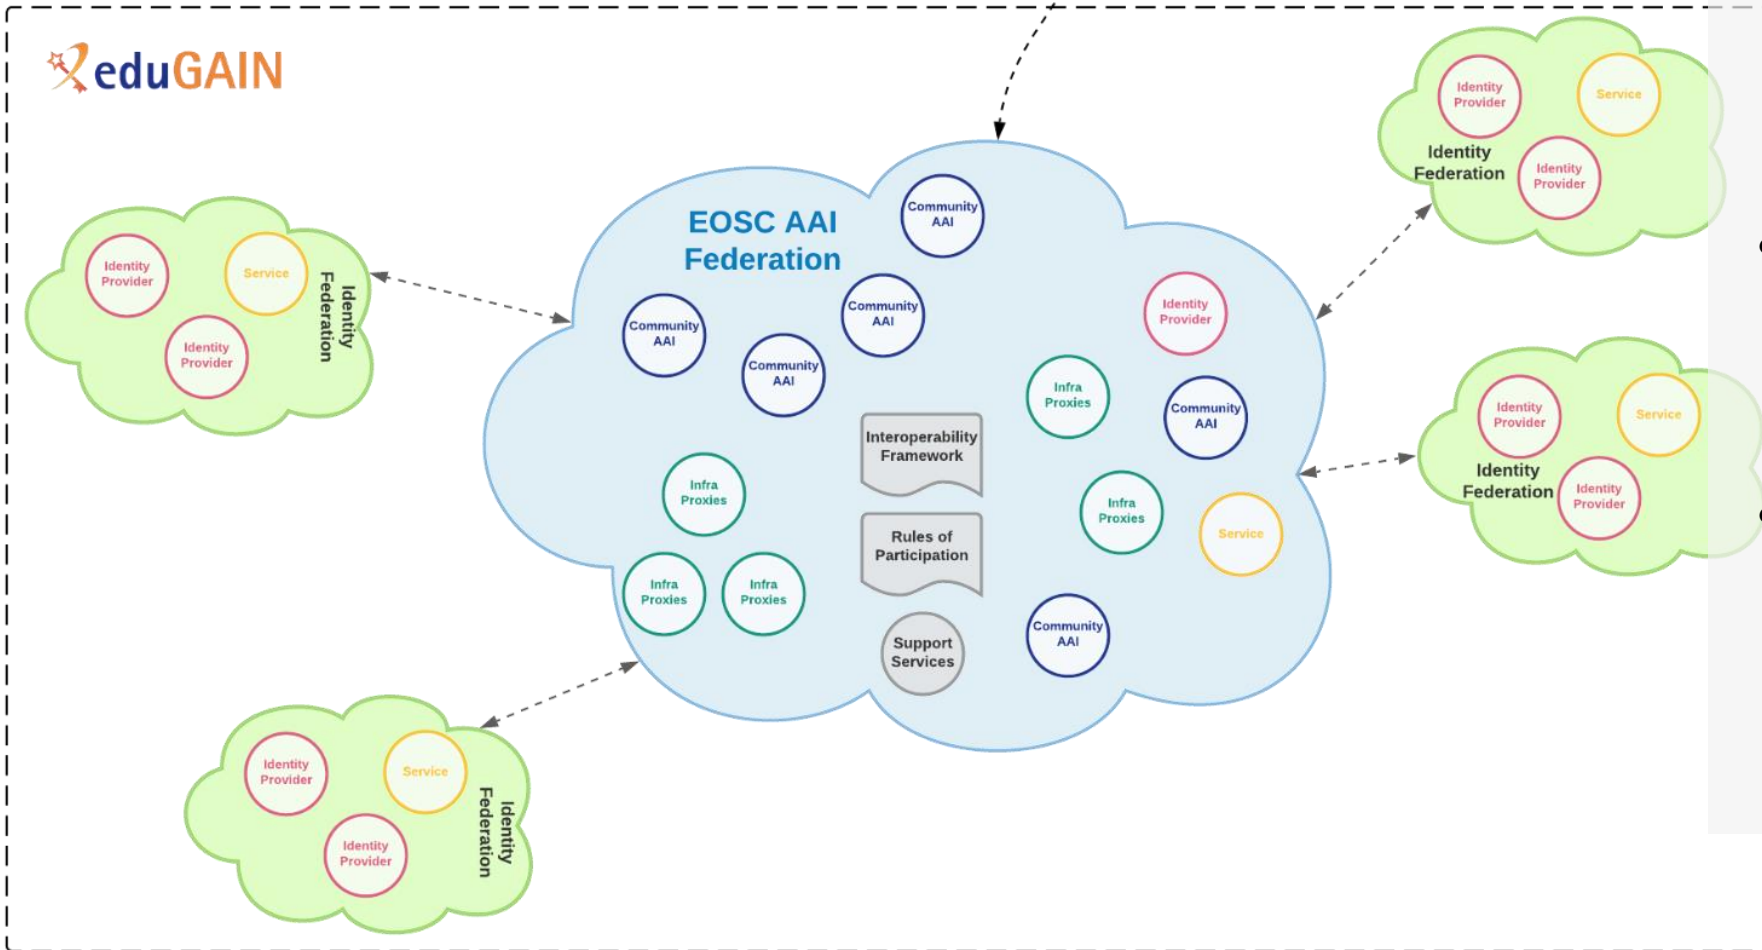 eduGAIN
Identity
Provider
Service
Identity
Provider
Identity
Federation
EOSC AAI
Federation
Community
AAI
Community
AAI
Community
AAI
Community
AAI
Identity
Provider
Infra
Proxies
Community
AAI
Interoperability
Framework
Infra
Proxies
Infra
Proxies
Service
Rules of
Participation
Infra
Proxies
Infra
Proxies
Support
Services
Community
AAI
Identity
Provider
Service
Identity
Federation
Identity
Provider
Identity
Provider
Service
Identity
Federation
Identity
Provider
Identity
Provider
Service
Identity
Provider
Identity
Federation